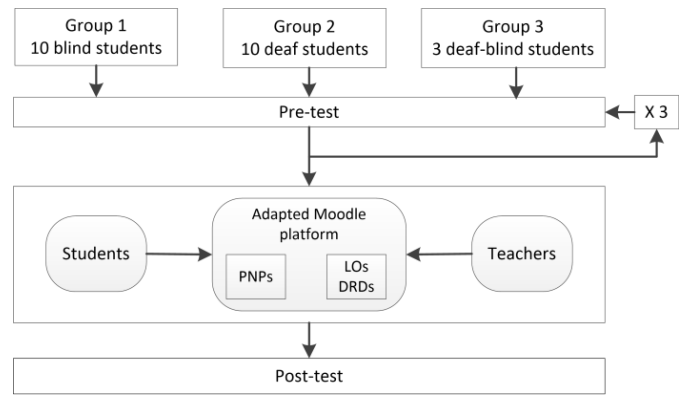 Group 1
10 blind students
Group 2
10 deaf students
Group 3
3 deaf-blind students
Pre-test
X 3
Adapted Moodle
platform
Students
PNPs
LOs
DRDs
Teachers
Post-test